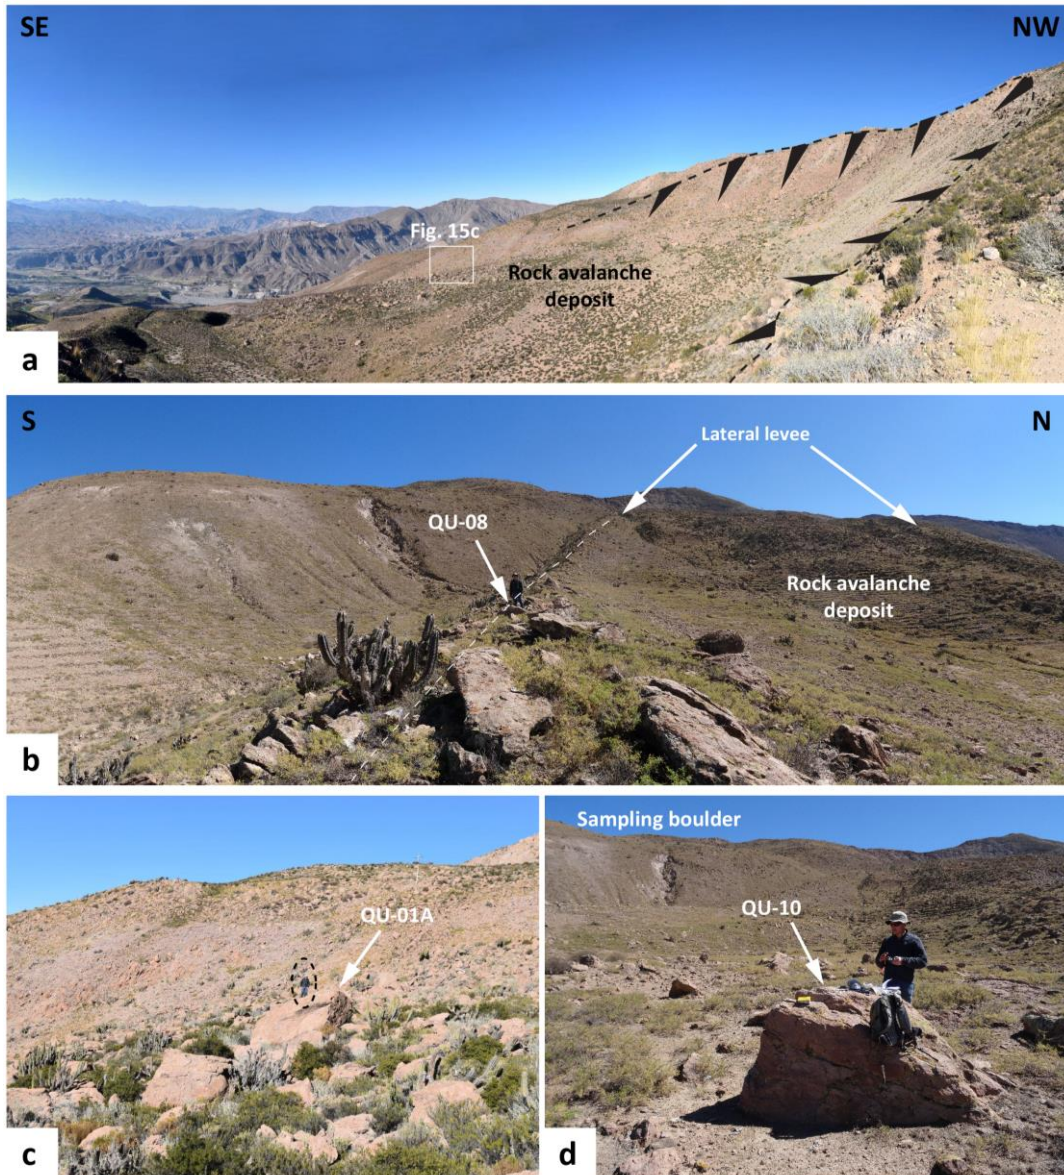 SE
NW
Fig. 15c
Rock avalanche
deposit
a
S
N
Lateral levee
QU-08
Rock avalanche
deposit
b
QU-01A
c
Sampling boulder
QU-10
d